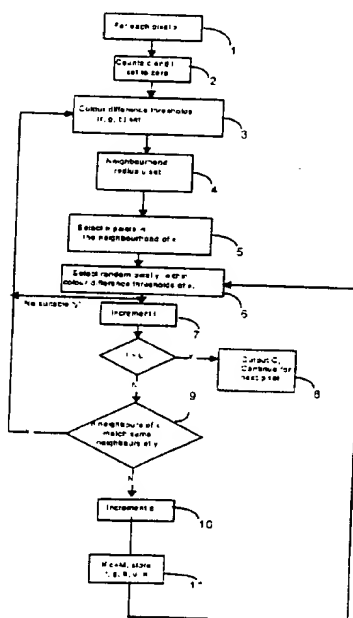 For each pixel x
1
Counts c and I
set to zero
2
Colour difference thresholds
(r, g, b) set
3
Neighbourhood
radius u set
4
Select n pixels in
the neighbourhood of x
5
Select random pixel y within
colour difference thresholds of x,
6
No suitable 'y'
Increment I
7
Output C,
Continue for
next pixel
8
N
9
n neighbours of x
match same
neighbours of y
N
Increment c
10
store
11